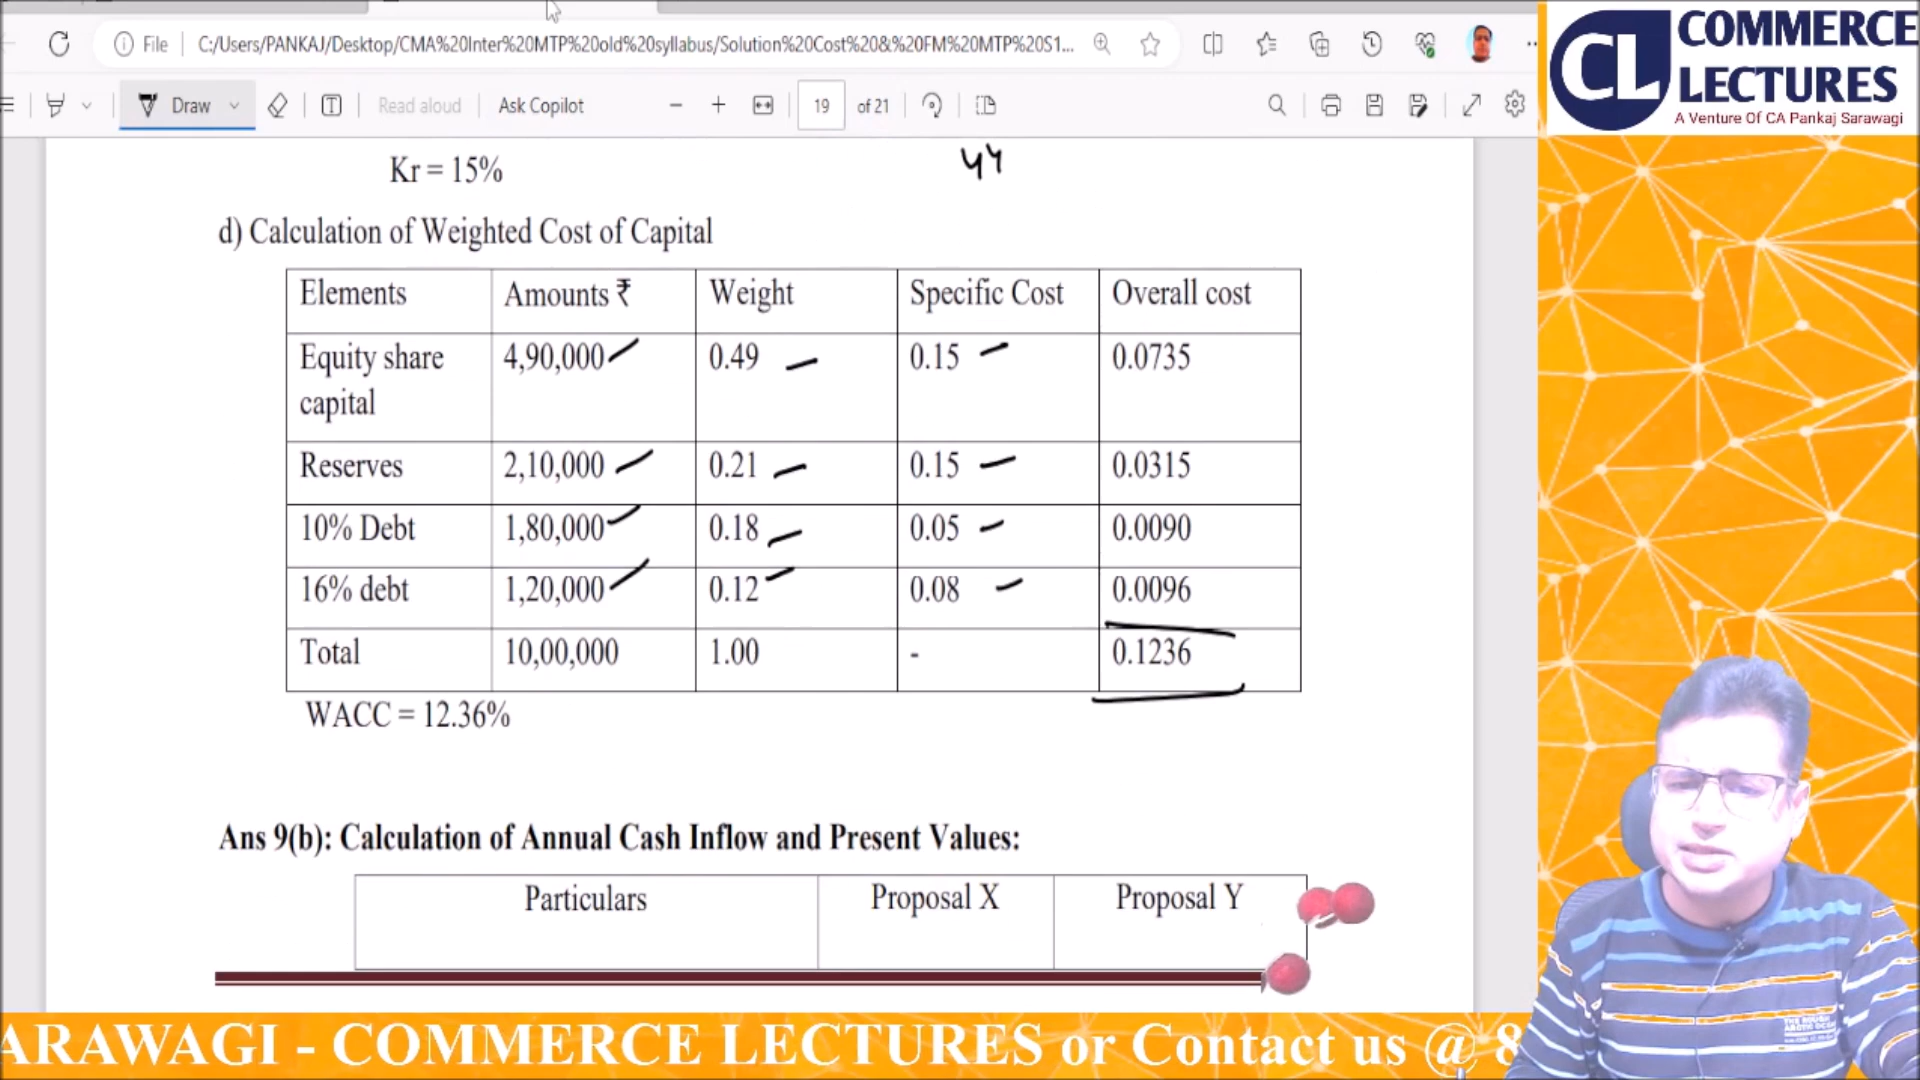 File
C:/Users/PANKAJ/Desktop/CMA%20Inter%20MTP%20old%20syllabus/Solution%20Cost%20&%20FM%20MTP%20S1...
Draw
Read aloud
Ask Copilot
19 of 21
CL COMMERCE
LECTURES
A Venture Of CA Pankaj Sarawagi
Kr = 15%
d) Calculation of Weighted Cost of Capital
Elements Amounts ₹ Weight Specific Cost Overall cost
Equity share capital 4,90,000 0.49 0.15 0.0735
Reserves 2,10,000 0.21 0.15 0.0315
10% Debt 1,80,000 0.18 0.05 0.0090
16% debt 1,20,000 0.12 0.08 0.0096
Total 10,00,000 1.00 - 0.1236
WACC = 12.36%
Ans 9(b): Calculation of Annual Cash Inflow and Present Values:
Particulars Proposal X Proposal Y
ARAWAGI - COMMERCE LECTURES or Contact us @ 8